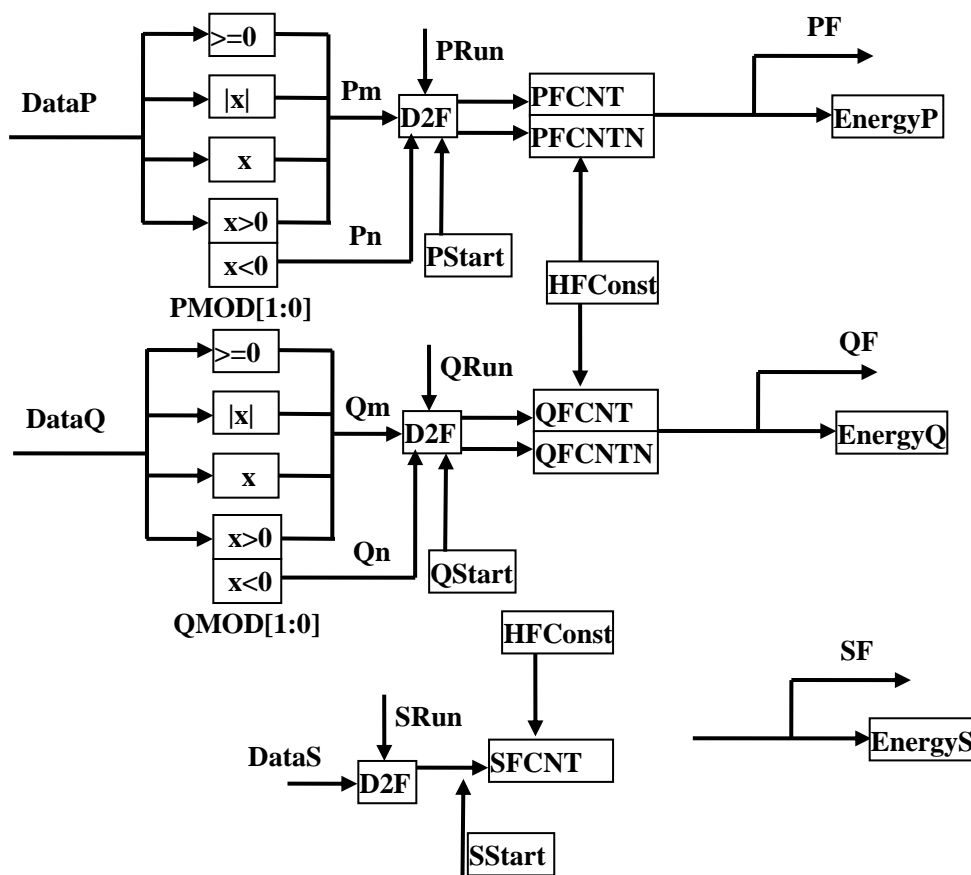 PF
>=0
PRun
DataP
|x|
Pm
D2F
PFCNT
EnergyP
PFCNTN
x
x>0
Pn
PStart
x<0
HFConst
PMOD[1:0]
QF
>=0
QRun
DataQ
|x|
Qm
D2F
QFCNT
EnergyQ
QFCNTN
x
x>0
Qn
QStart
x<0
QMOD[1:0]
HFConst
SF
SRun
EnergyS
DataS
D2F
SFCNT
SStart